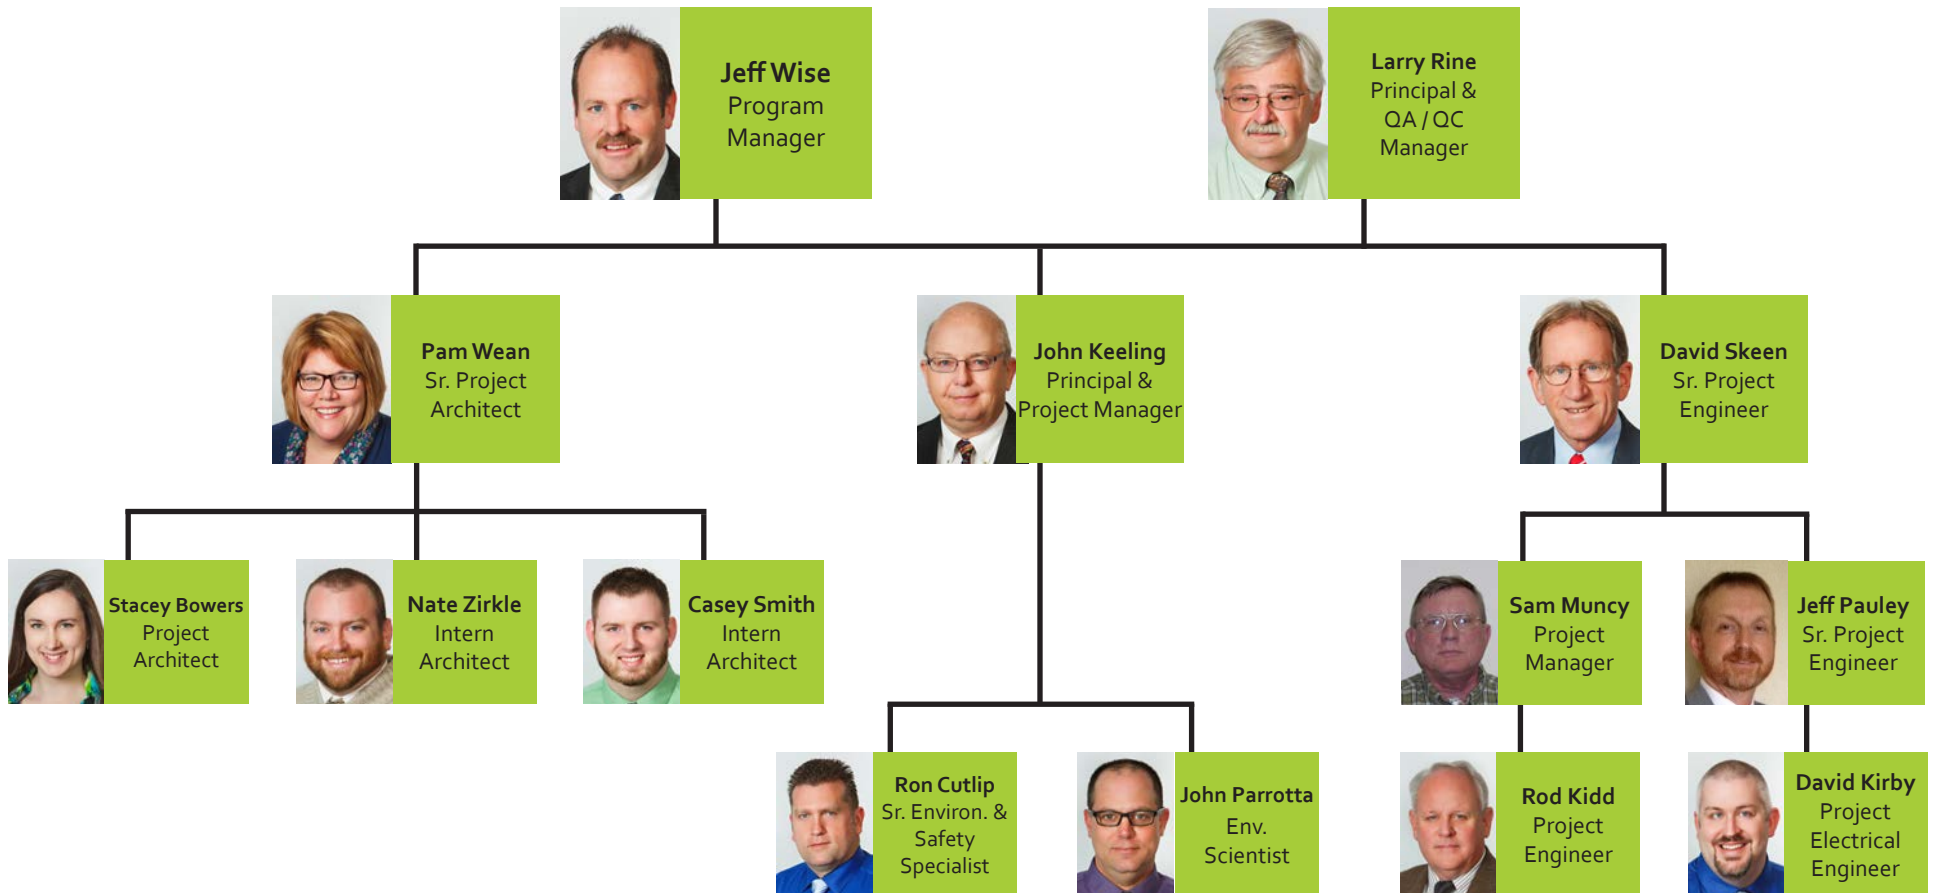 Jeff Wise
Program
Manager
Larry Rine
Principal &
QA / QC
Manager
Pam Wean
Sr. Project
Architect
John Keeling
Principal &
Project Manager
David Skeen
Sr. Project
Engineer
Stacey Bowers
Project
Architect
Nate Zirkle
Intern
Architect
Casey Smith
Intern
Architect
Sam Muncy
Project
Manager
Jeff Pauley
Sr. Project
Engineer
Ron Cutlip
Sr. Environ. &
Safety
Specialist
John Parrotta
Env.
Scientist
Rod Kidd
Project
Engineer
David Kirby
Project
Electrical
Engineer